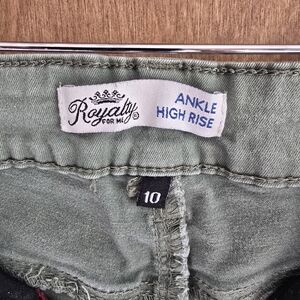 Royalty
FOR ME
ANKLE
HIGH RISE
10